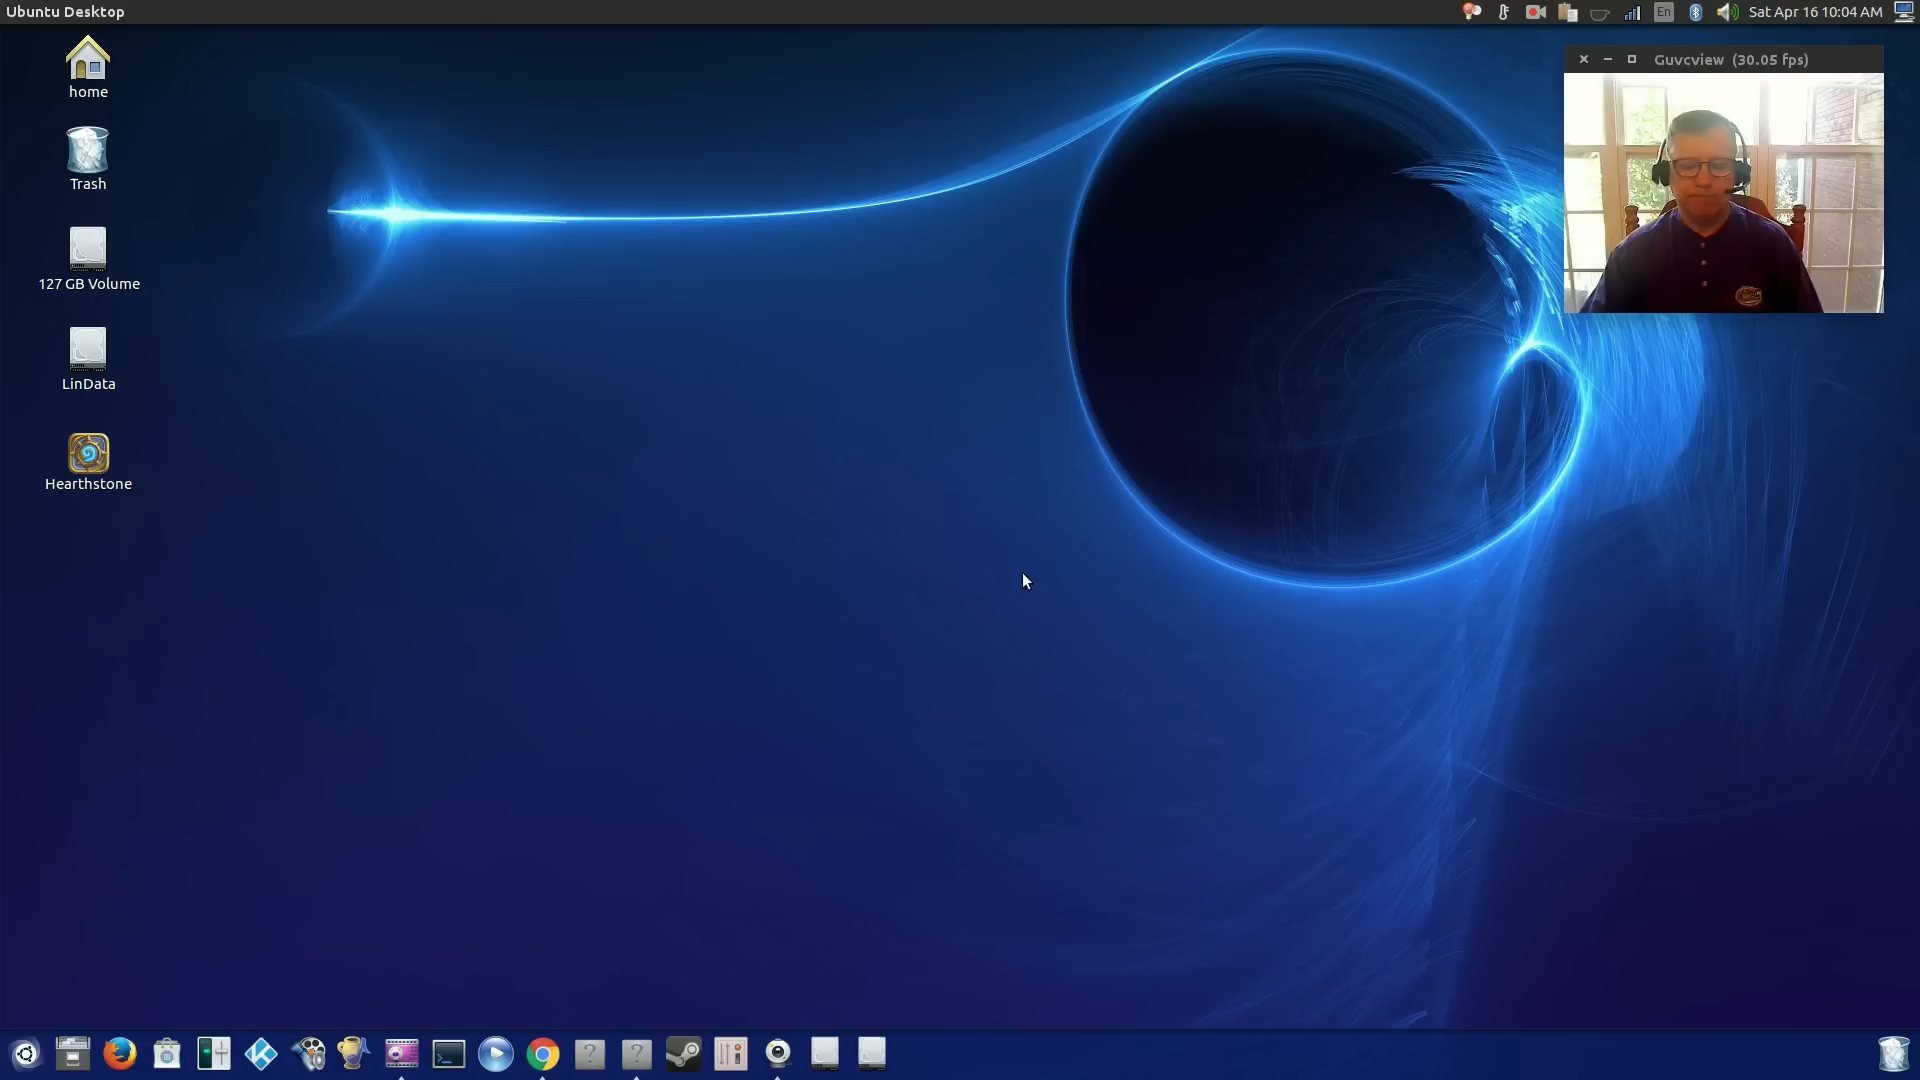 Ubuntu Desktop
En
Sat Apr 16 10:04 AM
Guvcview (30.05 fps)
home
Trash
127 GB Volume
LinData
Hearthstone
? ?